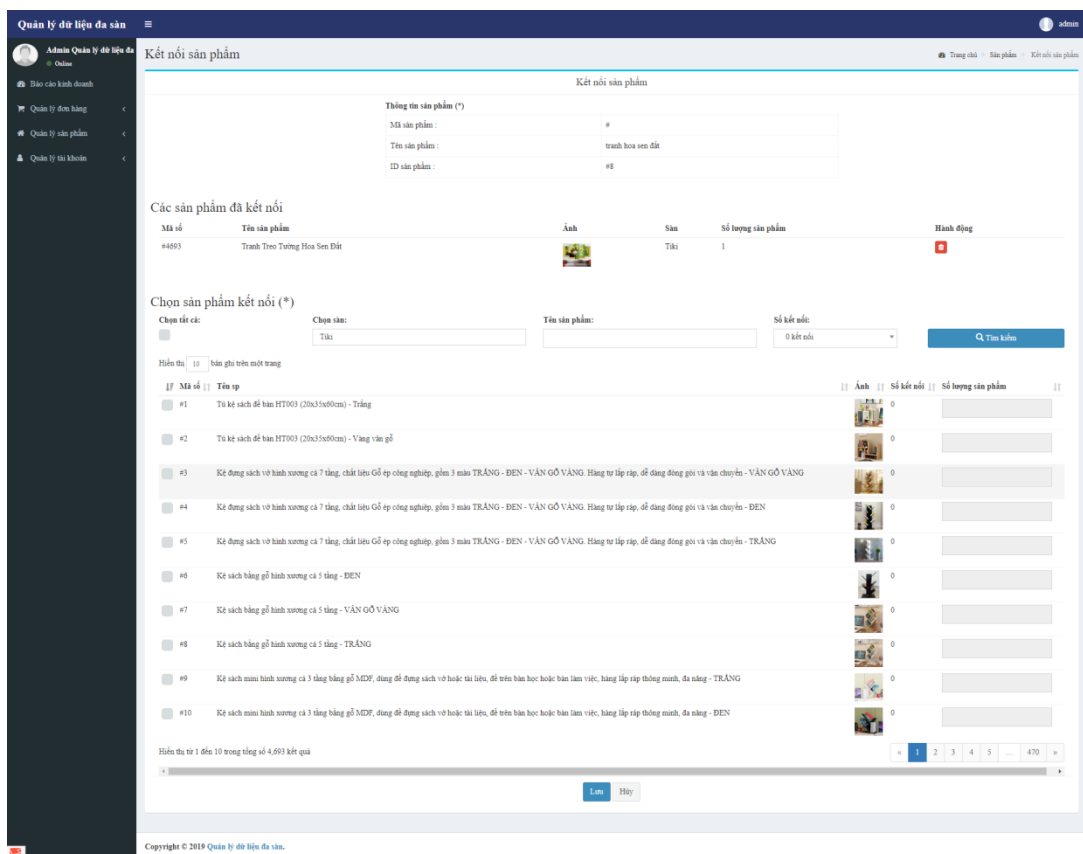 Quản lý dữ liệu đa sàn
admin
Admin Quản lý dữ liệu đa
Online
Báo cáo kinh doanh
Quản lý đơn hàng
Quản lý sản phẩm
Quản lý tài khoản
Kết nối sản phẩm
Trang chủ > Sản phẩm > Kết nối sản phẩm
Kết nối sản phẩm
Thông tin sản phẩm (*)
Mã sản phẩm : #
Tên sản phẩm : tranh hoa sen đất
ID sản phẩm : #8
Các sản phẩm đã kết nối
Mã số Tên sản phẩm Ảnh Sàn Số lượng sản phẩm Hành động
#4693 Tranh Treo Tường Hoa Sen Đất Tiki 1
Chọn sản phẩm kết nối (*)
Chọn tất cả: Chọn sàn: Tên sản phẩm: Số kết nối:
Tiki 0 kết nối Tìm kiếm
Hiển thị 10 bản ghi trên một trang
Mã số Tên sp Ảnh Số kết nối Số lượng sản phẩm
#1 Tủ kệ sách để bàn HT003 (20x35x60cm) - Trắng 0
#2 Tủ kệ sách để bàn HT003 (20x35x60cm) - Vàng vân gỗ 0
#3 Kệ đựng sách vở hình xương cá 7 tầng, chất liệu Gỗ ép công nghiệp, gồm 3 màu TRẮNG - ĐEN - VÂN GỖ VÀNG. Hàng tự lắp ráp, dễ dàng đóng gói và vận chuyển - VÂN GỖ VÀNG 0
#4 Kệ đựng sách vở hình xương cá 7 tầng, chất liệu Gỗ ép công nghiệp, gồm 3 màu TRẮNG - ĐEN - VÂN GỖ VÀNG. Hàng tự lắp ráp, dễ dàng đóng gói và vận chuyển - ĐEN 0
#5 Kệ đựng sách vở hình xương cá 7 tầng, chất liệu Gỗ ép công nghiệp, gồm 3 màu TRẮNG - ĐEN - VÂN GỖ VÀNG. Hàng tự lắp ráp, dễ dàng đóng gói và vận chuyển - TRẮNG 0
#6 Kệ sách bằng gỗ hình xương cá 5 tầng - ĐEN 0
#7 Kệ sách bằng gỗ hình xương cá 5 tầng - VÂN GỖ VÀNG 0
#8 Kệ sách bằng gỗ hình xương cá 5 tầng - TRẮNG 0
#9 Kệ sách mini hình xương cá 3 tầng bằng gỗ MDF, dùng để đựng sách vở hoặc tài liệu, để trên bàn học hoặc bàn làm việc, hàng lắp ráp thông minh, đa năng - TRẮNG 0
#10 Kệ sách mini hình xương cá 3 tầng bằng gỗ MDF, dùng để đựng sách vở hoặc tài liệu, để trên bàn học hoặc bàn làm việc, hàng lắp ráp thông minh, đa năng - ĐEN 0
Hiển thị từ 1 đến 10 trong tổng số 4,693 kết quả « 1 2 3 4 5 ... 470 »
Lưu Hủy
Copyright © 2019 Quản lý dữ liệu đa sàn.